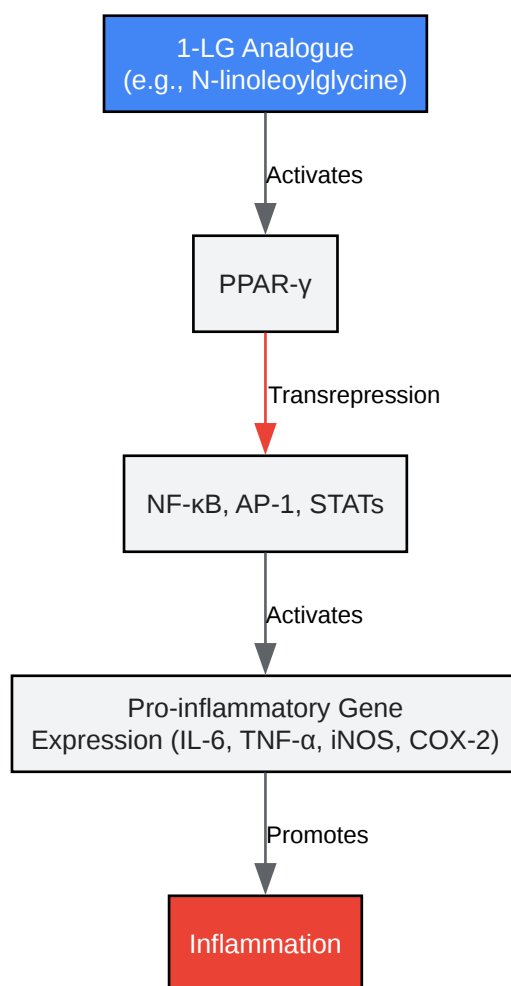 1-LG Analogue
(e.g., N-linoleoylglycine)
Activates
PPAR-γ
Transrepression
NF-κB, AP-1, STATs
Activates
Pro-inflammatory Gene
Expression (IL-6, TNF-α, iNOS, COX-2)
Promotes
Inflammation